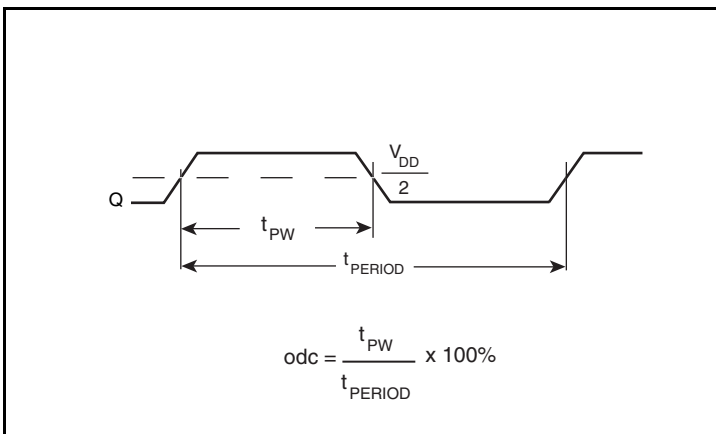 V_DD
2
Q
t_PW
t_PERIOD
odc = t_PW / t_PERIOD x 100%